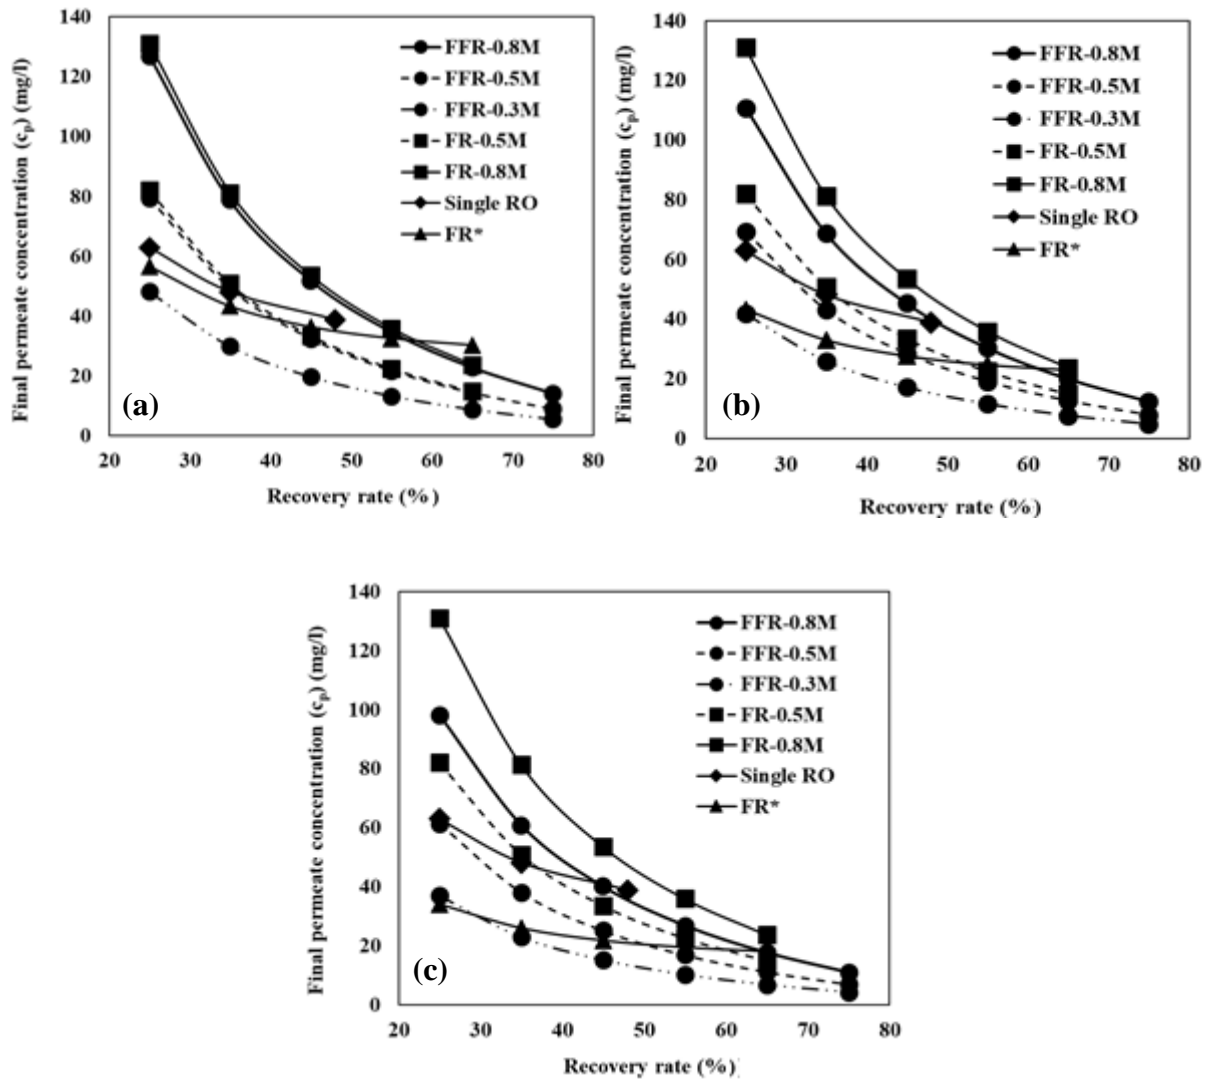 Final permeate concentration (cp) (mg/l)
140
120
100
80
60
40
20
0
FFR-0.8M
FFR-0.5M
FFR-0.3M
FR-0.5M
FR-0.8M
Single RO
FR*
(a)
20 30 40 50 60 70 80
Recovery rate (%)
Final permeate concentration (cp) (mg/l)
140
120
100
80
60
40
20
0
FFR-0.8M
FFR-0.5M
FFR-0.3M
FR-0.5M
FR-0.8M
Single RO
FR*
(b)
20 30 40 50 60 70 80
Recovery rate (%)
Final permeate concentration (cp) (mg/l)
140
120
100
80
60
40
20
0
FFR-0.8M
FFR-0.5M
FFR-0.3M
FR-0.5M
FR-0.8M
Single RO
FR*
(c)
20 30 40 50 60 70 80
Recovery rate (%)